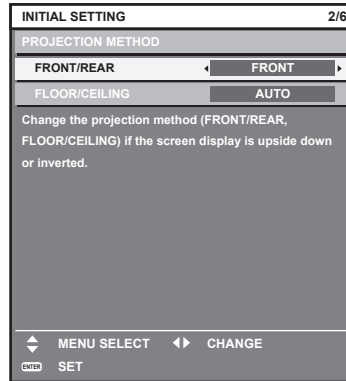 INITIAL SETTING 2/6
PROJECTION METHOD
FRONT/REAR FRONT
FLOOR/CEILING AUTO
Change the projection method (FRONT/REAR,
FLOOR/CEILING) if the screen display is upside down
or inverted.
MENU SELECT CHANGE
ENTER SET